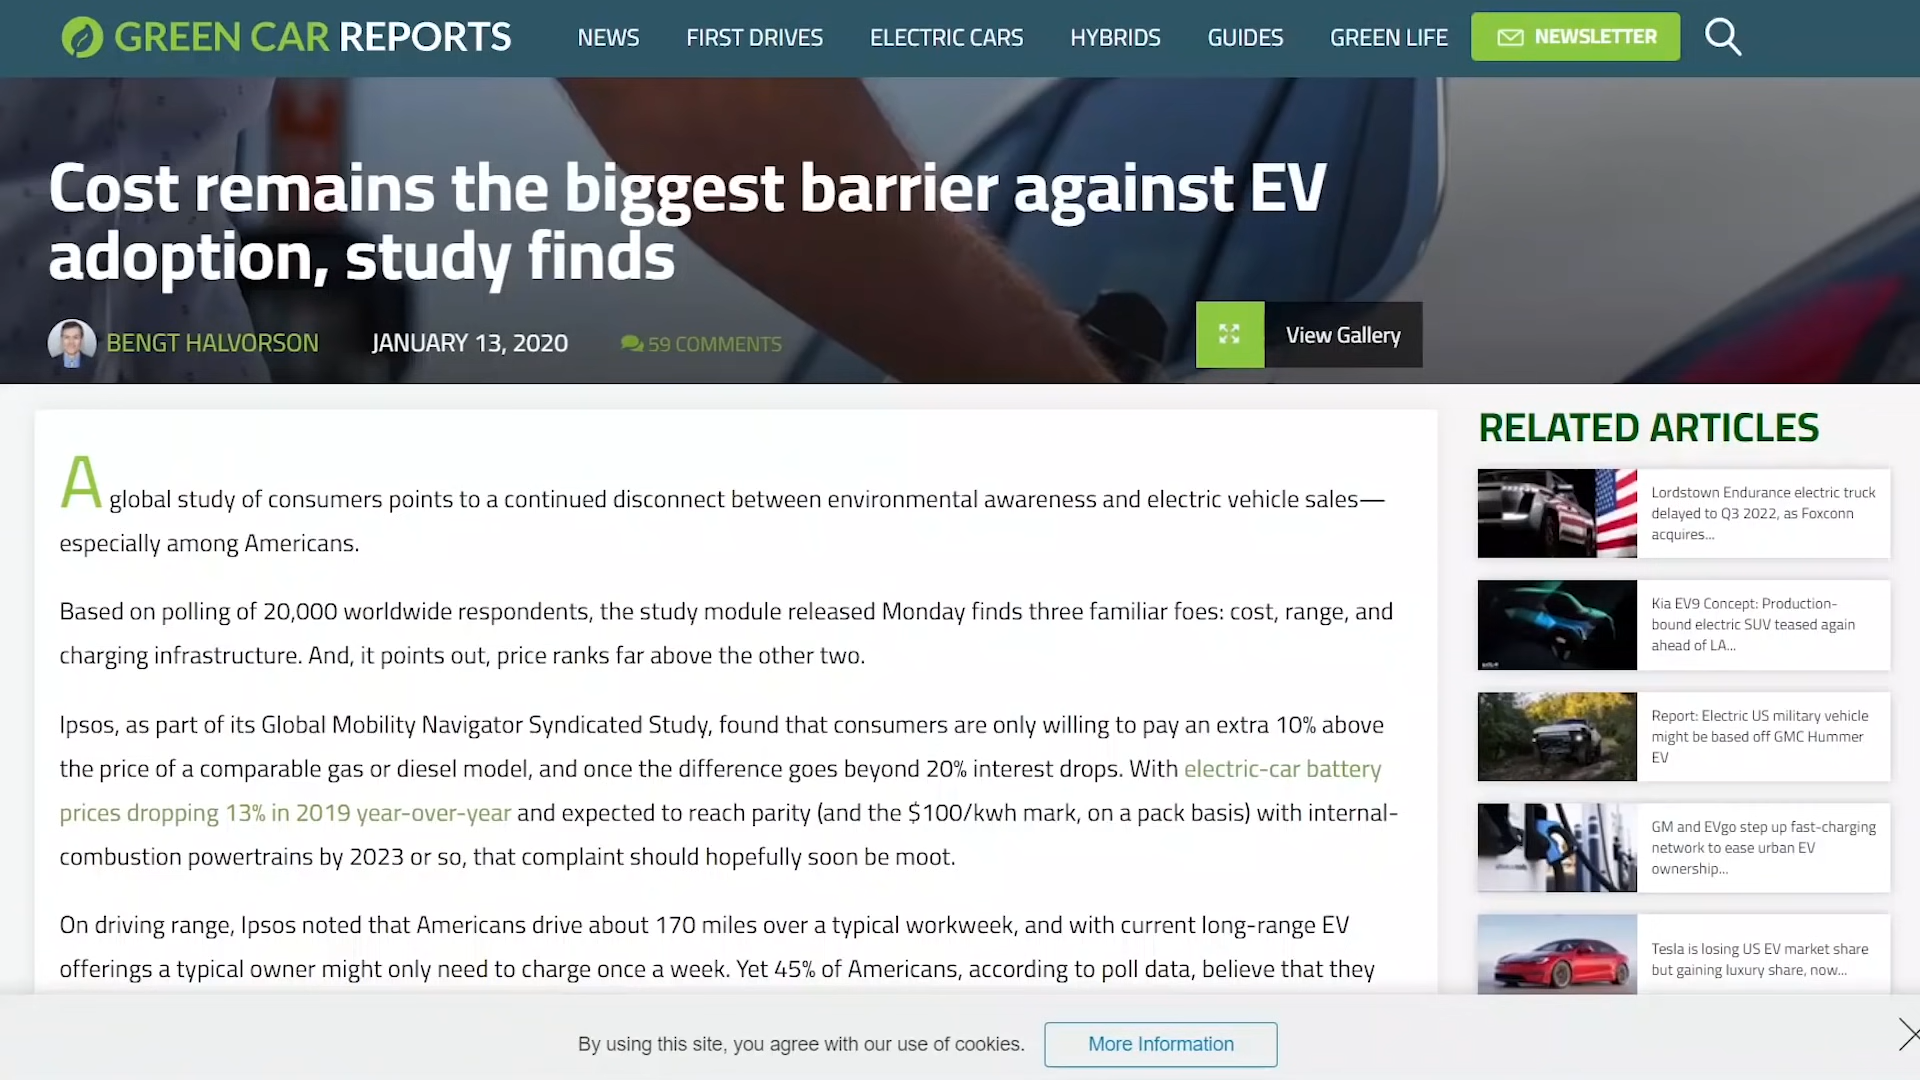 GREEN CAR REPORTS
NEWS
FIRST DRIVES
ELECTRIC CARS
HYBRIDS
GUIDES
GREEN LIFE
NEWSLETTER
Cost remains the biggest barrier against EV
adoption, study finds
BENGT HALVORSON
JANUARY 13, 2020
59 COMMENTS
View Gallery
A global study of consumers points to a continued disconnect between environmental awareness and electric vehicle sales—
especially among Americans.
Based on polling of 20,000 worldwide respondents, the study module released Monday finds three familiar foes: cost, range, and
charging infrastructure. And, it points out, price ranks far above the other two.
Ipsos, as part of its Global Mobility Navigator Syndicated Study, found that consumers are only willing to pay an extra 10% above
the price of a comparable gas or diesel model, and once the difference goes beyond 20% interest drops. With electric-car battery
prices dropping 13% in 2019 year-over-year and expected to reach parity (and the $100/kwh mark, on a pack basis) with internal-
combustion powertrains by 2023 or so, that complaint should hopefully soon be moot.
On driving range, Ipsos noted that Americans drive about 170 miles over a typical workweek, and with current long-range EV
offerings a typical owner might only need to charge once a week. Yet 45% of Americans, according to poll data, believe that they
RELATED ARTICLES
Lordstown Endurance electric truck
delayed to Q3 2022, as Foxconn
acquires...
Kia EV9 Concept: Production-
bound electric SUV teased again
ahead of LA...
Report: Electric US military vehicle
might be based off GMC Hummer
EV
GM and EVgo step up fast-charging
network to ease urban EV
ownership...
Tesla is losing US EV market share
but gaining luxury share, now...
By using this site, you agree with our use of cookies.
More Information